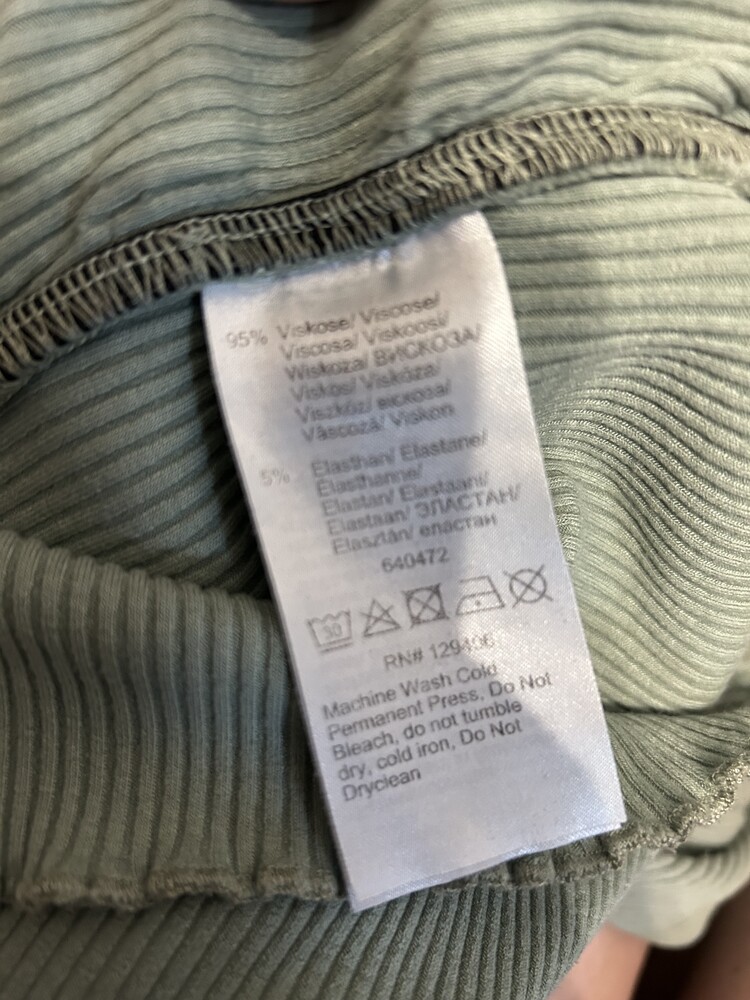 95% Viskose/ Viscose/
Viscosa/ Viskoosi/
Wiskoza/ ВИСКОЗА/
Viskos/ Viskóza/
Viszkóz/ вискоза/
Vâscoză/ Viskon
5% Elasthan/ Elastane/
Élasthanne/
Elastan/ Elastaani/
Elastaan/ ЭЛАСТАН/
Elasztán/ еластан
640472
30
RN# 129406
Machine Wash Cold
Permanent Press, Do Not
Bleach, do not tumble
dry, cold iron, Do Not
Dryclean